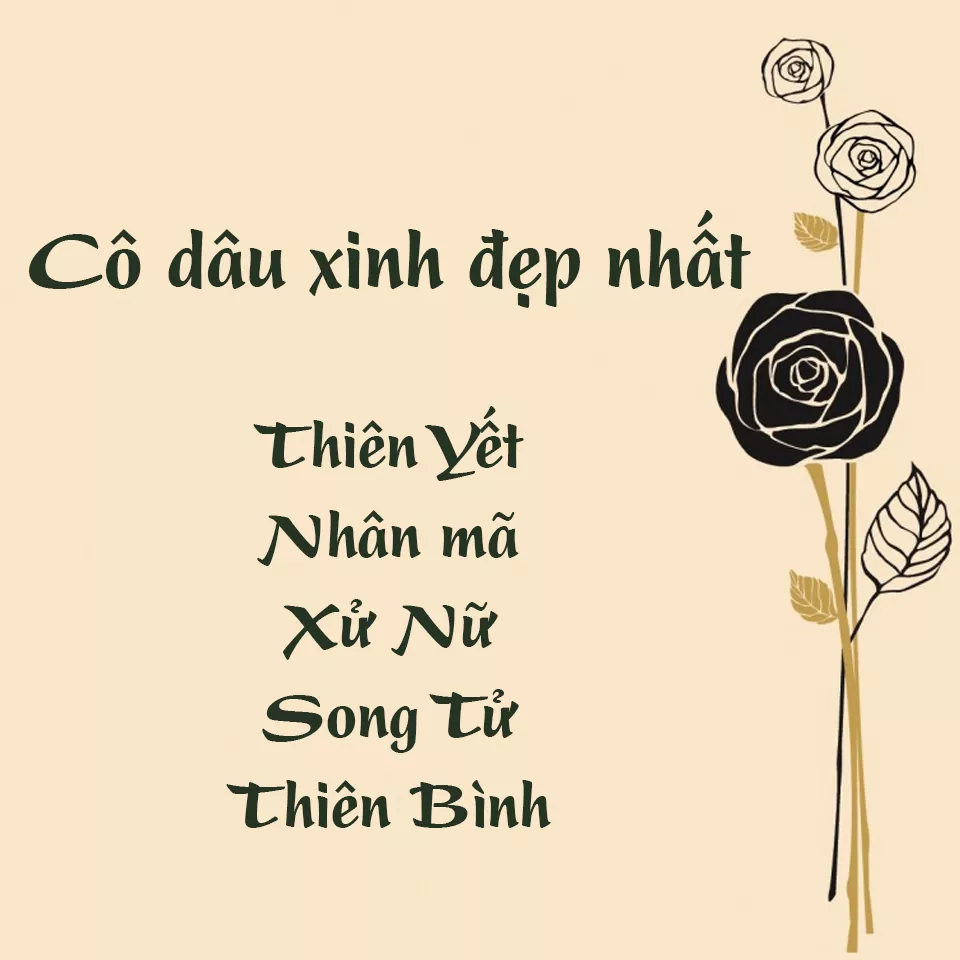 Cô dâu xinh đẹp nhất
Thiên Yết
Nhân mã
Xử Nữ
Song Tử
Thiên Bình